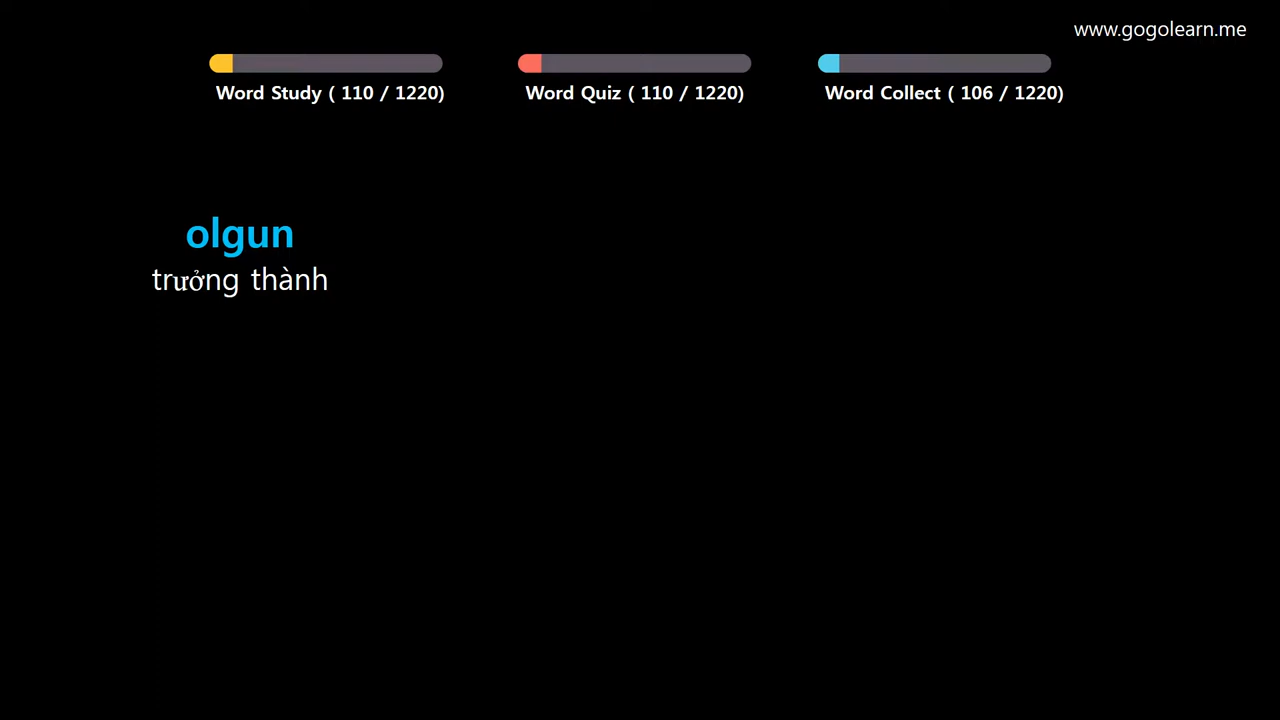 www.gogolearn.me
Word Study ( 110 / 1220)
Word Quiz ( 110 / 1220)
Word Collect ( 106 / 1220)
olgun
trưởng thành